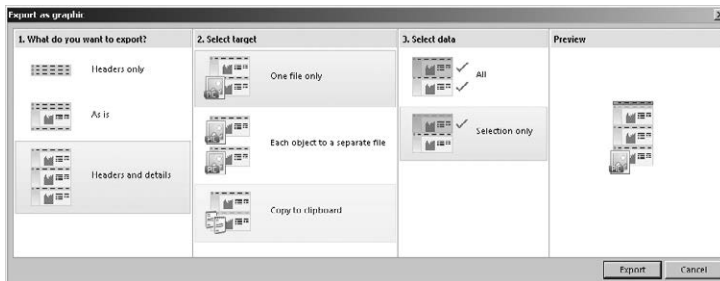 Export as graphic
1. What do you want to export?
Headers only
As is
Headers and details
2. Select target
One file only
Each object to a separate file
Copy to clipboard
3. Select data
All
Selection only
Preview
Export
Cancel